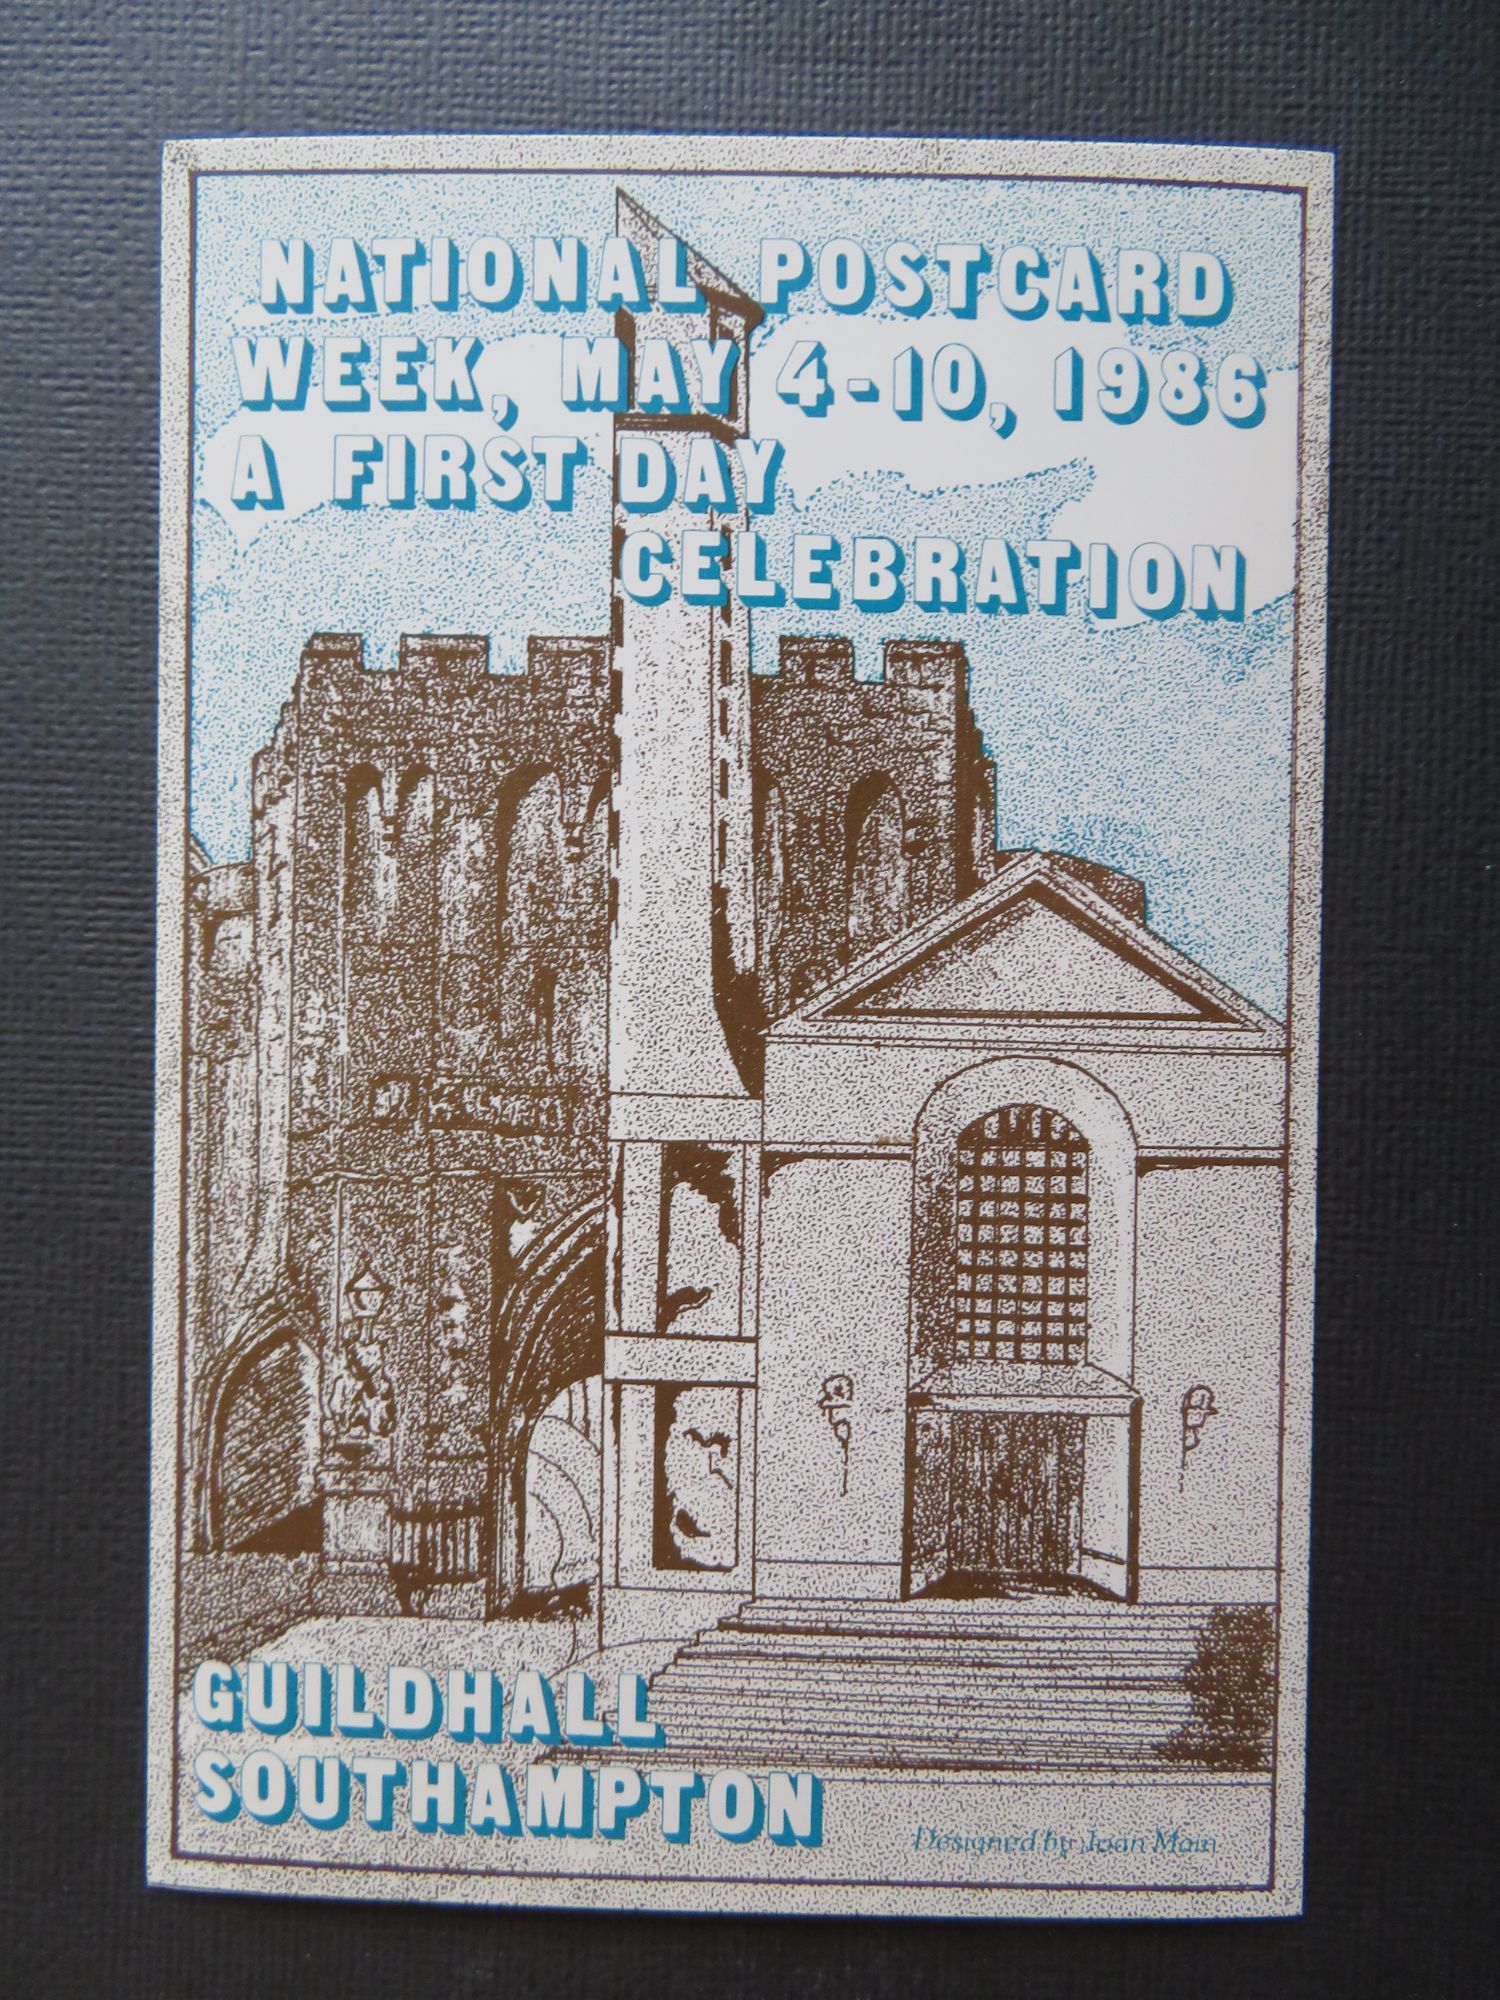 NATIONAL POSTCARD
WEEK, MAY 4-10, 1986
A FIRST DAY
CELEBRATION
GUILDHALL
SOUTHAMPTON
Designed by Joan Main